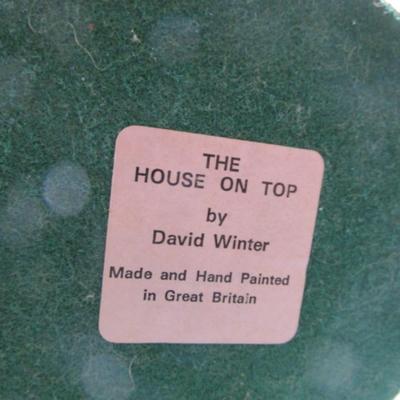 THE
HOUSE ON TOP
by
David Winter
Made and Hand Painted
in Great Britain